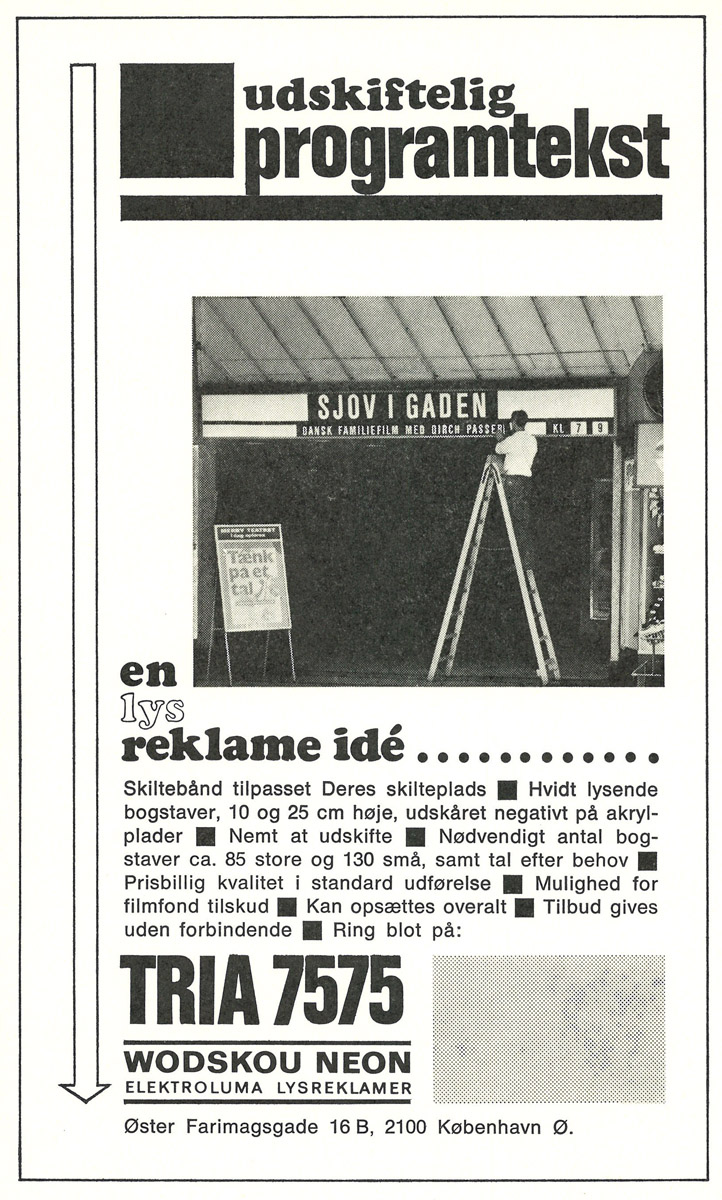 udskiftelig
programtekst
SJOV I GADEN
DANSK FAMILIEFILM MED DIRCH PASSER
KL 7 9
MERRY TEATRET
i dag opføres
Tænk
på et
tal
en
lys
reklame idé ............
Skiltebånd tilpasset Deres skilteplads ■ Hvidt lysende
bogstaver, 10 og 25 cm høje, udskåret negativt på akryl-
plader ■ Nemt at udskifte ■ Nødvendigt antal bog-
staver ca. 85 store og 130 små, samt tal efter behov ■
Prisbillig kvalitet i standard udførelse ■ Mulighed for
filmfond tilskud ■ Kan opsættes overalt ■ Tilbud gives
uden forbindende ■ Ring blot på:
TRIA 7575
WODSKOU NEON
ELEKTROLUMA LYSREKLAMER
Øster Farimagsgade 16 B, 2100 København Ø.